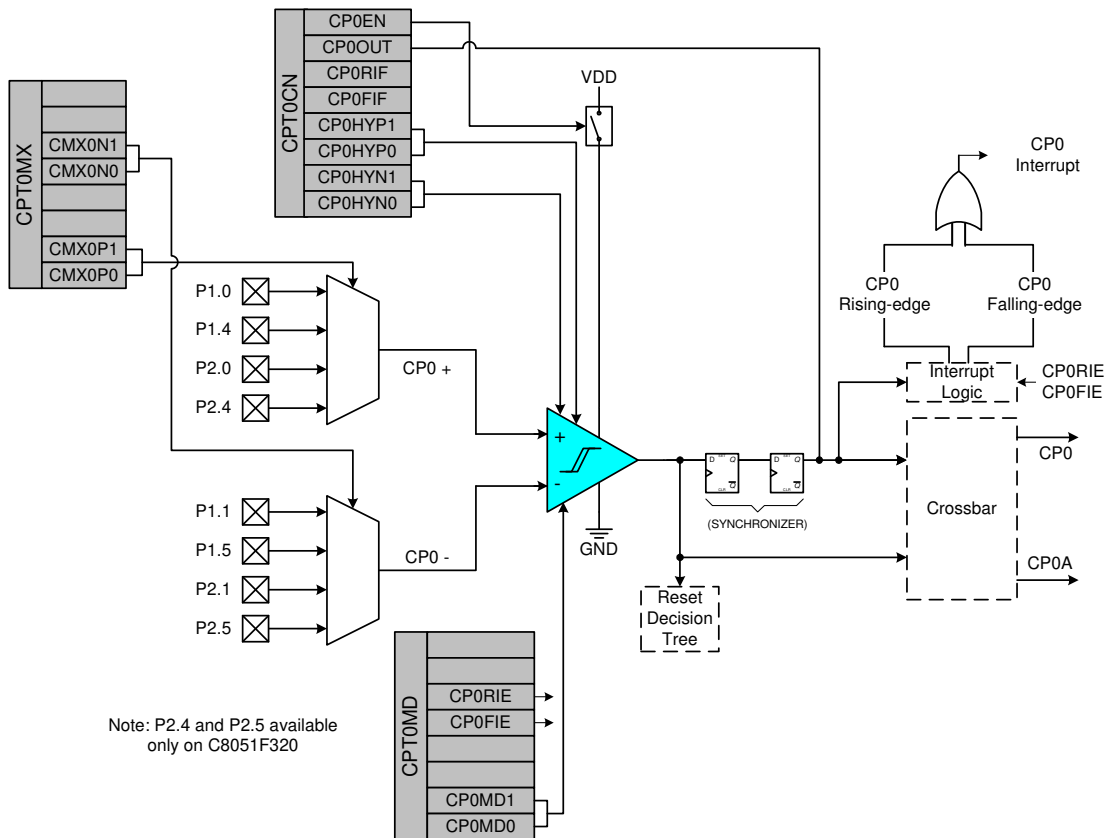 CPT0CN
CP0EN
CP0OUT
CP0RIF
CP0FIF
CP0HYP1
CP0HYP0
CP0HYN1
CP0HYN0
VDD
CPT0MX
CMX0N1
CMX0N0
CMX0P1
CMX0P0
CP0
Interrupt
CP0
Rising-edge
CP0
Falling-edge
Interrupt
Logic
CP0RIE
CP0FIE
P1.0
P1.4
P2.0
P2.4
CP0 +
+
-
GND
D SET Q
CLR Q
D SET Q
CLR Q
(SYNCHRONIZER)
Crossbar
CP0
CP0A
Reset
Decision
Tree
P1.1
P1.5
P2.1
P2.5
CP0 -
CPT0MD
CP0RIE
CP0FIE
CP0MD1
CP0MD0
Note: P2.4 and P2.5 available
only on C8051F320